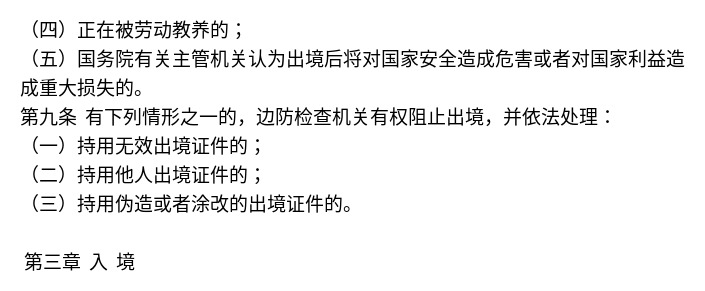 （四）正在被劳动教养的；
（五）国务院有关主管机关认为出境后将对国家安全造成危害或者对国家利益造
成重大损失的。
第九条 有下列情形之一的，边防检查机关有权阻止出境，并依法处理：
（一）持用无效出境证件的；
（二）持用他人出境证件的；
（三）持用伪造或者涂改的出境证件的。
第三章 入 境